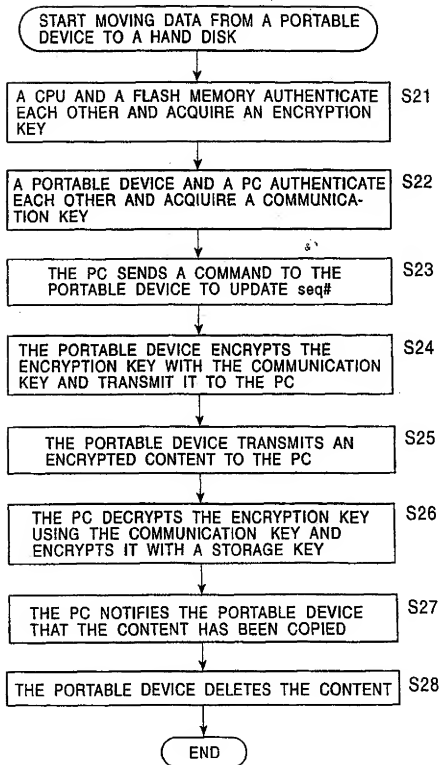 START MOVING DATA FROM A PORTABLE
DEVICE TO A HAND DISK
A CPU AND A FLASH MEMORY AUTHENTICATE
EACH OTHER AND ACQUIRE AN ENCRYPTION
KEY
S21
A PORTABLE DEVICE AND A PC AUTHENTICATE
EACH OTHER AND ACQUIRE A COMMUNICA-
TION KEY
S22
THE PC SENDS A COMMAND TO THE
PORTABLE DEVICE TO UPDATE seq#
S23
THE PORTABLE DEVICE ENCRYPTS THE
ENCRYPTION KEY WITH THE COMMUNICATION
KEY AND TRANSMIT IT TO THE PC
S24
THE PORTABLE DEVICE TRANSMITS AN
ENCRYPTED CONTENT TO THE PC
S25
THE PC DECRYPTS THE ENCRYPTION KEY
USING THE COMMUNICATION KEY AND
ENCRYPTS IT WITH A STORAGE KEY
S26
THE PC NOTIFIES THE PORTABLE DEVICE
THAT THE CONTENT HAS BEEN COPIED
S27
THE PORTABLE DEVICE DELETES THE CONTENT
S28
END